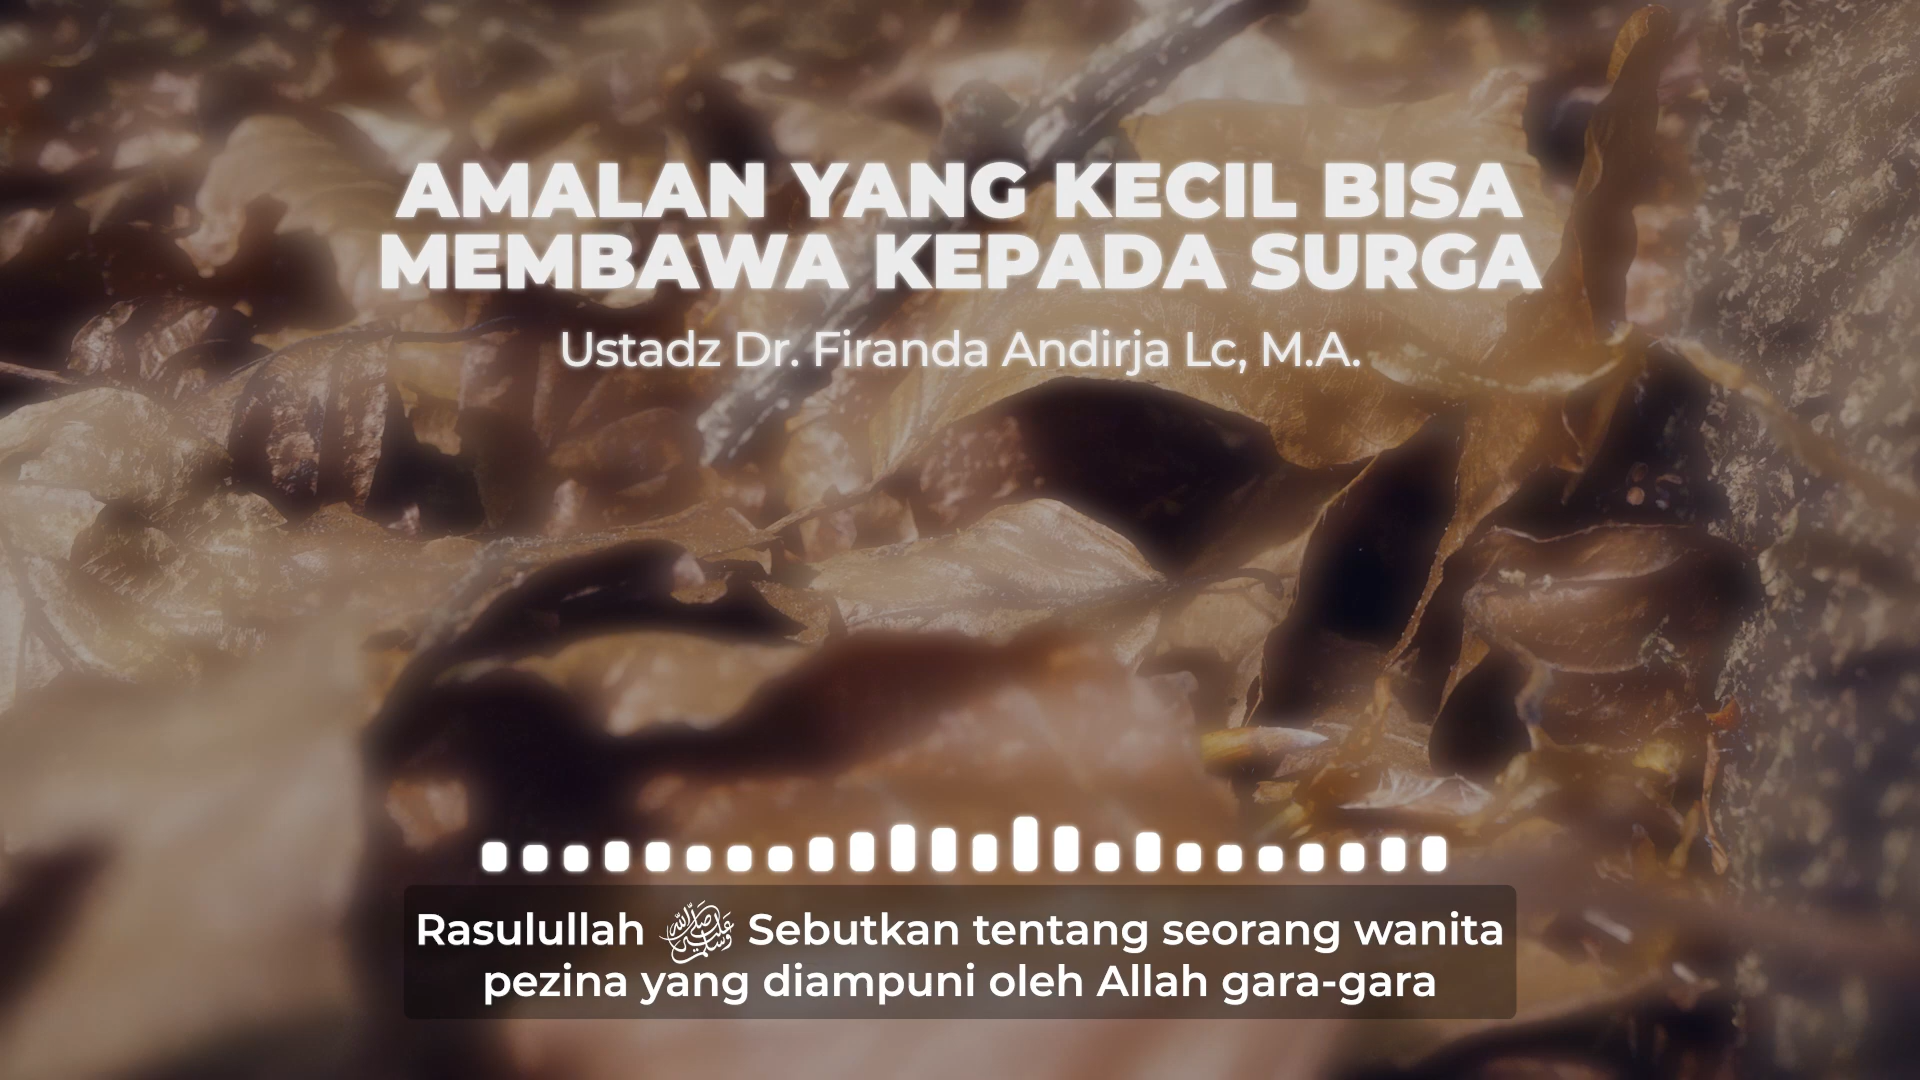 AMALAN YANG KECIL BISA
MEMBAWA KEPADA SURGA
Ustadz Dr. Firanda Andirja Lc, M.A.
Rasulullah ﷺ Sebutkan tentang seorang wanita
pezina yang diampuni oleh Allah gara-gara